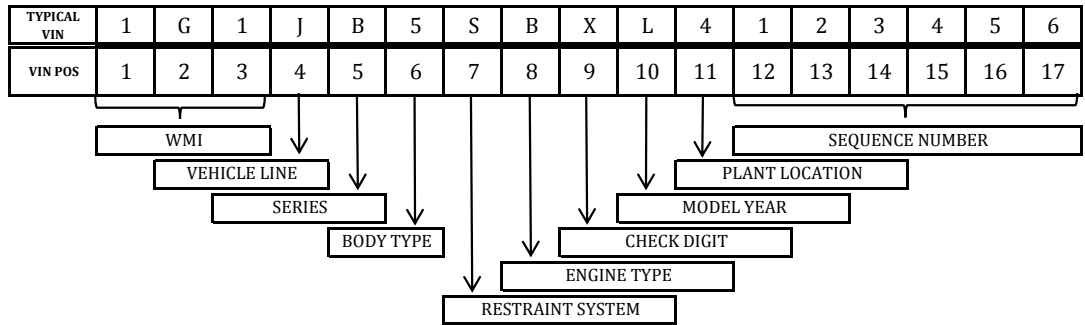 TYPICAL VIN 1 G 1 J B 5 S B X L 4 1 2 3 4 5 6
VIN POS 1 2 3 4 5 6 7 8 9 10 11 12 13 14 15 16 17
WMI SEQUENCE NUMBER
VEHICLE LINE PLANT LOCATION
SERIES MODEL YEAR
BODY TYPE CHECK DIGIT
ENGINE TYPE
RESTRAINT SYSTEM